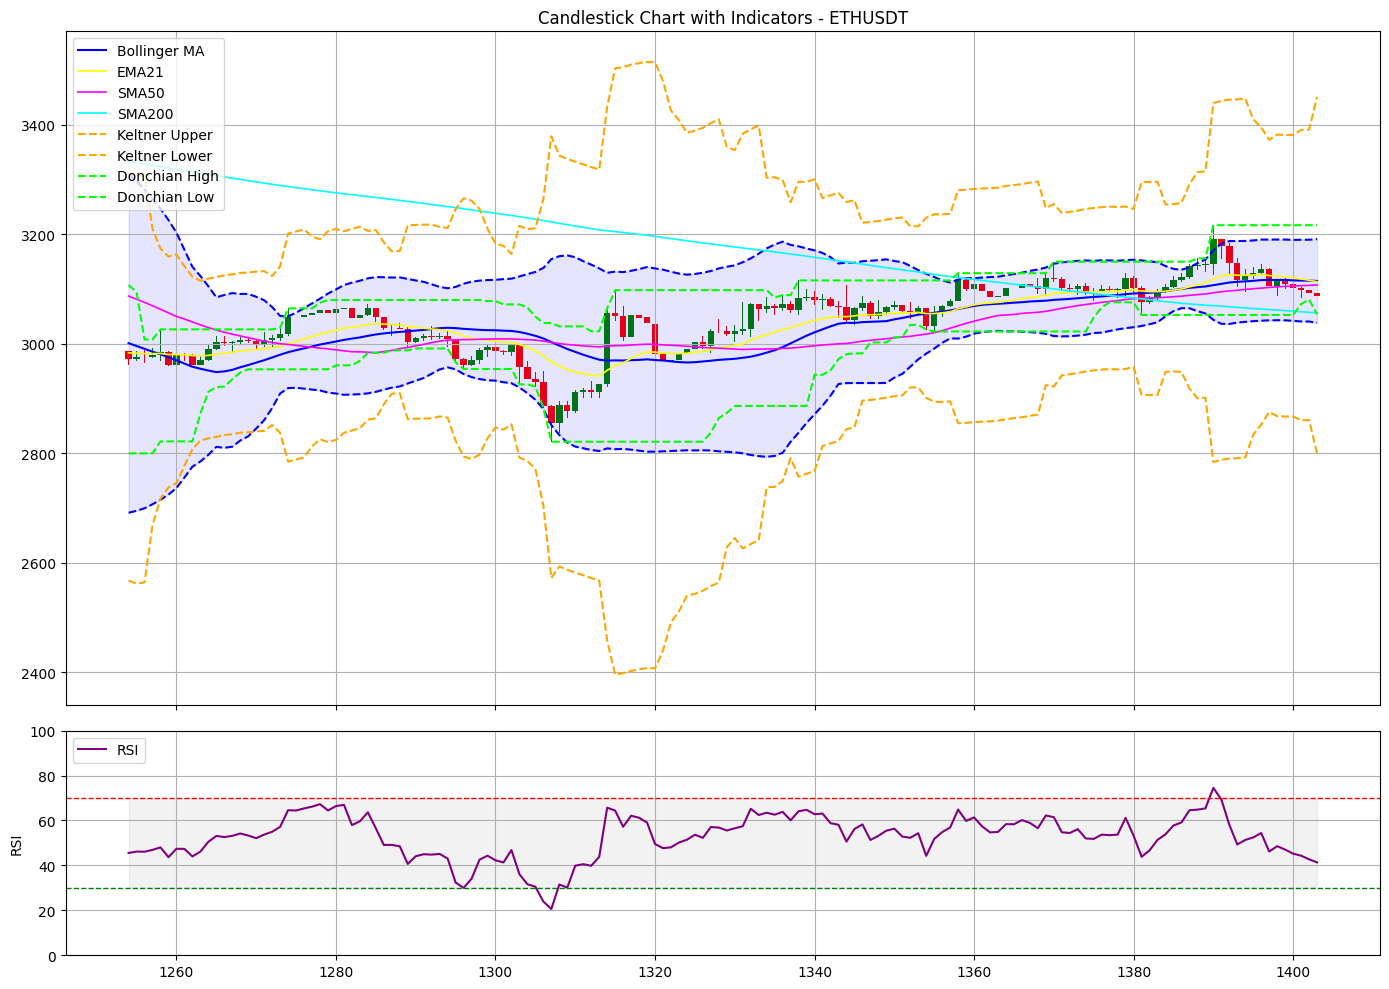 Candlestick Chart with Indicators - ETHUSDT
Bollinger MA
EMA21
SMA50
SMA200
Keltner Upper
Keltner Lower
Donchian High
Donchian Low
3400
3200
3000
2800
2600
2400
RSI
100
80
60
40
20
0
RSI
1260 1280 1300 1320 1340 1360 1380 1400